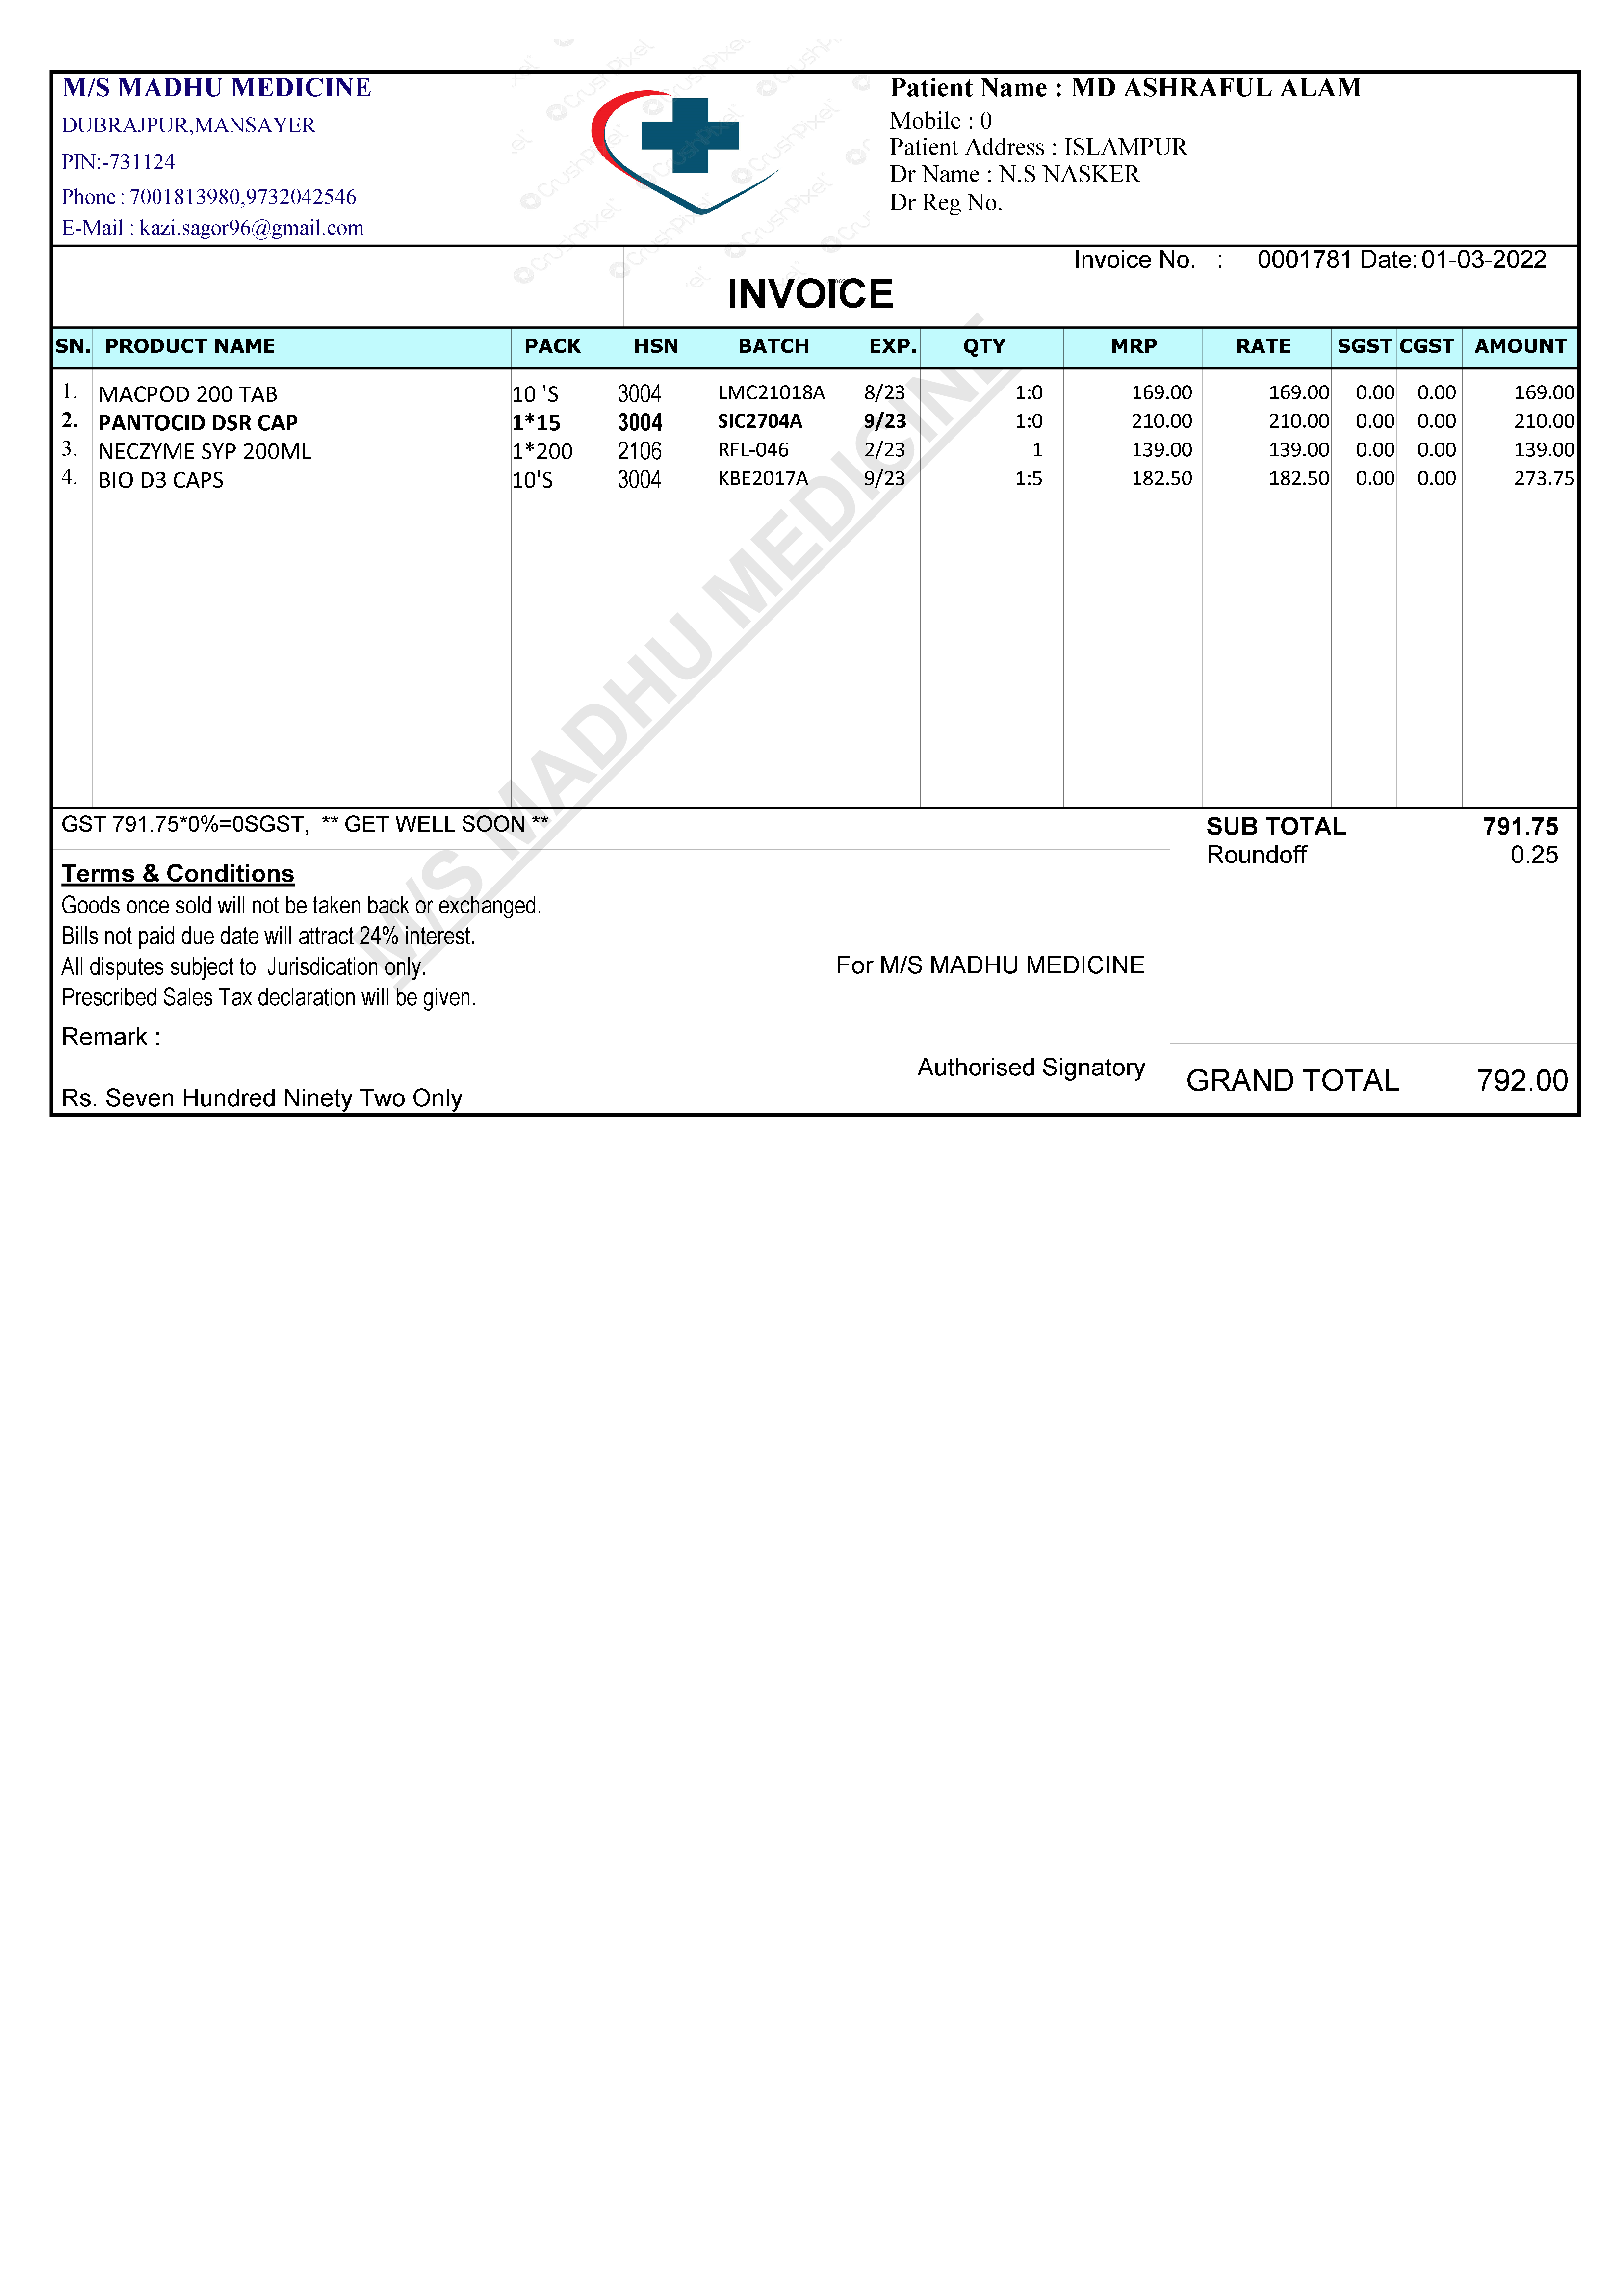 M/S MADHU MEDICINE
DUBRAJPUR,MANSAYER
PIN:-731124
Phone : 7001813980,9732042546
E-Mail : kazi.sagor96@gmail.com
CrushPixel
Patient Name : MD ASHRAFUL ALAM
Mobile : 0
Patient Address : ISLAMPUR
Dr Name : N.S NASKER
Dr Reg No.
INVOICE
Invoice No. : 0001781 Date: 01-03-2022
SN. PRODUCT NAME PACK HSN BATCH EXP. QTY MRP RATE SGST CGST AMOUNT
1. MACPOD 200 TAB 10 'S 3004 LMC21018A 8/23 1:0 169.00 169.00 0.00 0.00 169.00
2. PANTOCID DSR CAP 1*15 3004 SIC2704A 9/23 1:0 210.00 210.00 0.00 0.00 210.00
3. NECZYME SYP 200ML 1*200 2106 RFL-046 2/23 1 139.00 139.00 0.00 0.00 139.00
4. BIO D3 CAPS 10'S 3004 KBE2017A 9/23 1:5 182.50 182.50 0.00 0.00 273.75
M/S MADHU MEDICINE
GST 791.75*0%=0SGST, ** GET WELL SOON **
SUB TOTAL 791.75
Roundoff 0.25
Terms & Conditions
Goods once sold will not be taken back or exchanged.
Bills not paid due date will attract 24% interest.
All disputes subject to Jurisdication only.
Prescribed Sales Tax declaration will be given.
For M/S MADHU MEDICINE
Remark :
Authorised Signatory
Rs. Seven Hundred Ninety Two Only
GRAND TOTAL 792.00